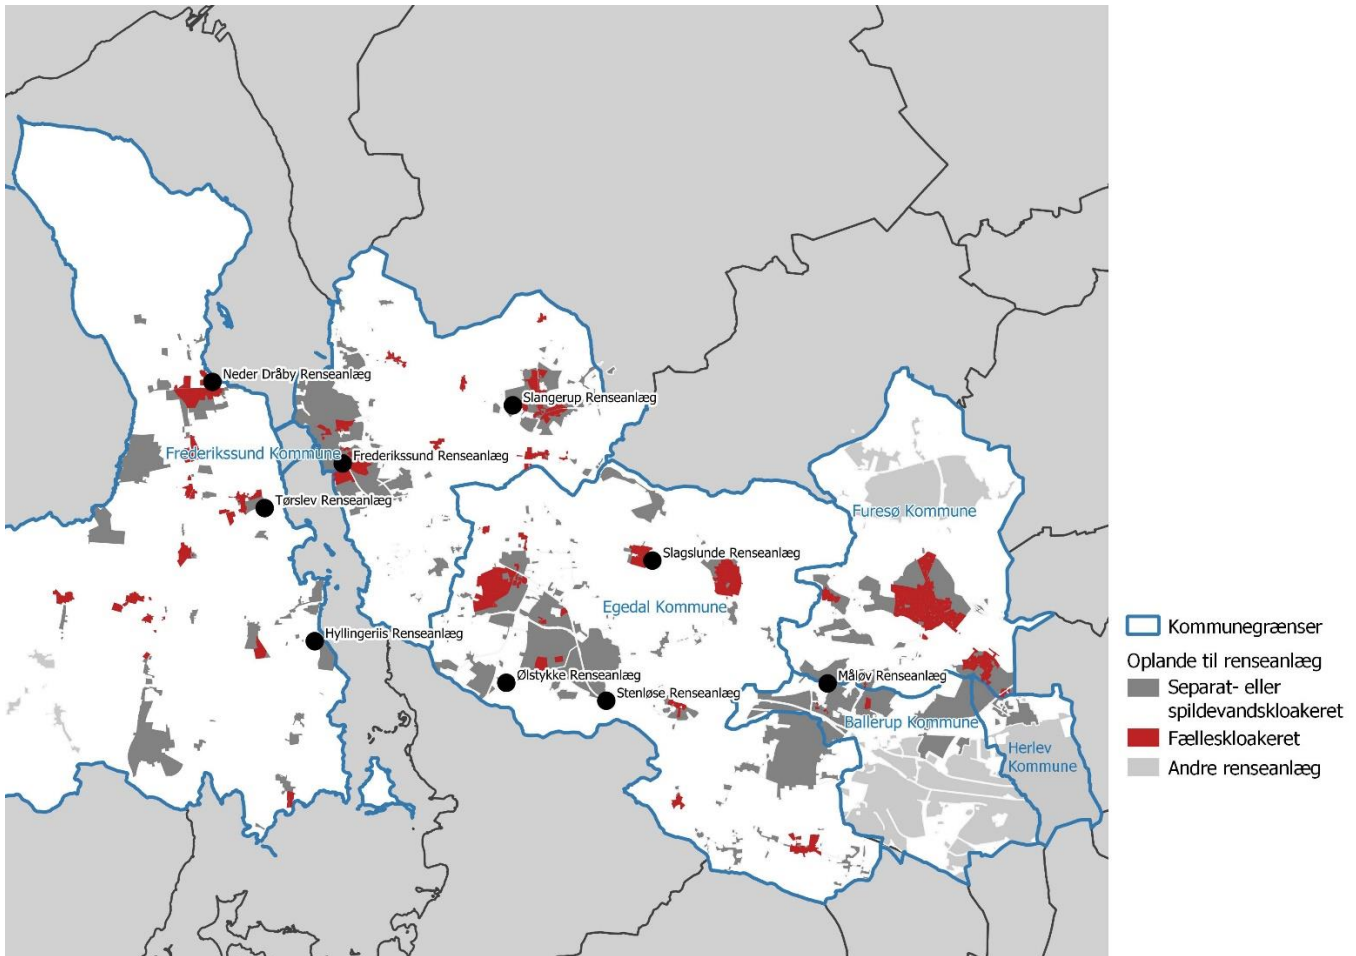 Neder Dråby Renseanlæg
Slangerup Renseanlæg
Frederikssund Kommune
Frederikssund Renseanlæg
Tørslev Renseanlæg
Furesø Kommune
Slagslunde Renseanlæg
Egedal Kommune
Hyllingeriis Renseanlæg
Ølstykke Renseanlæg
Måløv Renseanlæg
Stenløse Renseanlæg
Ballerup Kommune
Herlev
Kommune
Kommunegrænser
Oplande til renseanlæg
Separat- eller
spildevandskloakeret
Fælleskloakeret
Andre renseanlæg